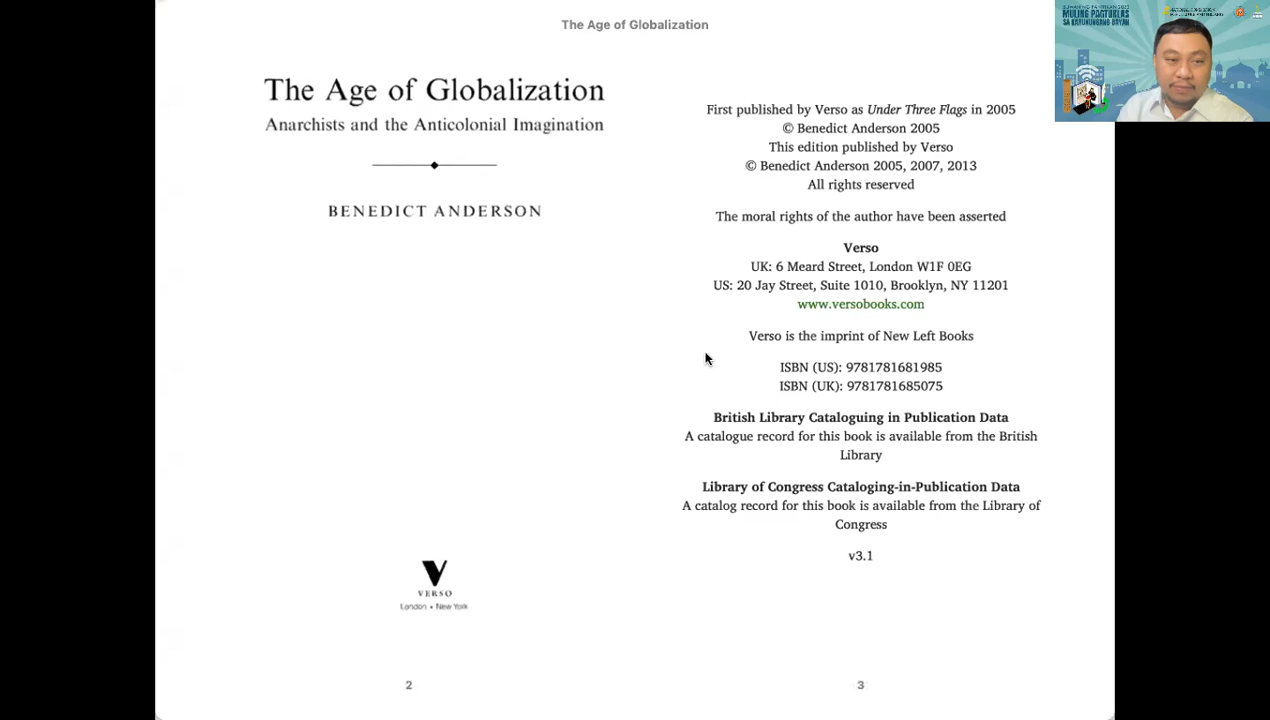 The Age of Globalization
The Age of Globalization
Anarchists and the Anticolonial Imagination
BENEDICT ANDERSON
VERSO
London • New York
2
First published by Verso as Under Three Flags in 2005
© Benedict Anderson 2005
This edition published by Verso
© Benedict Anderson 2005, 2007, 2013
All rights reserved
The moral rights of the author have been asserted
Verso
UK: 6 Meard Street, London W1F 0EG
US: 20 Jay Street, Suite 1010, Brooklyn, NY 11201
www.versobooks.com
Verso is the imprint of New Left Books
ISBN (US): 9781781681985
ISBN (UK): 9781781685075
British Library Cataloguing in Publication Data
A catalogue record for this book is available from the British
Library
Library of Congress Cataloging-in-Publication Data
A catalog record for this book is available from the Library of
Congress
v3.1
3
MULING PAGTUKLAS
SA KARUNUNGANG BAYAN